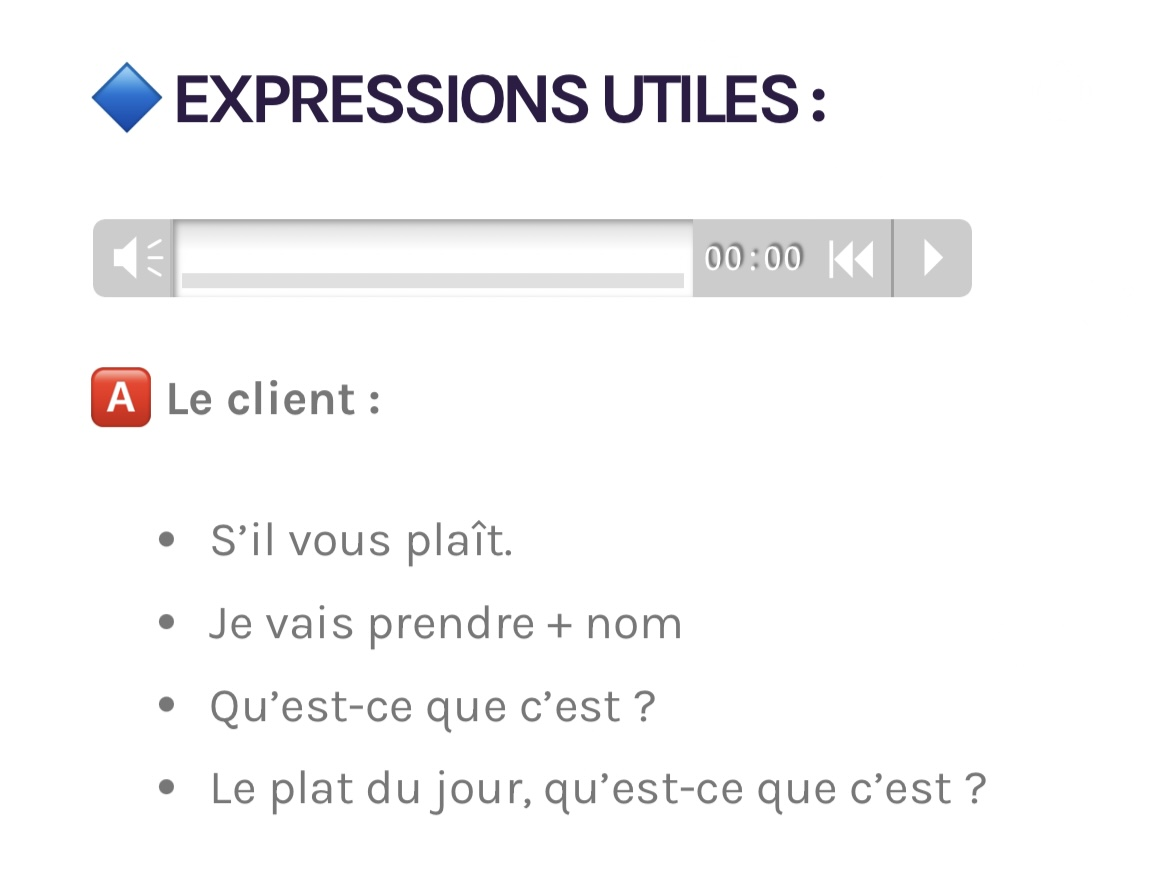 EXPRESSIONS UTILES :
00:00
A Le client :
S’il vous plaît.
Je vais prendre + nom
Qu’est-ce que c’est ?
Le plat du jour, qu’est-ce que c’est ?